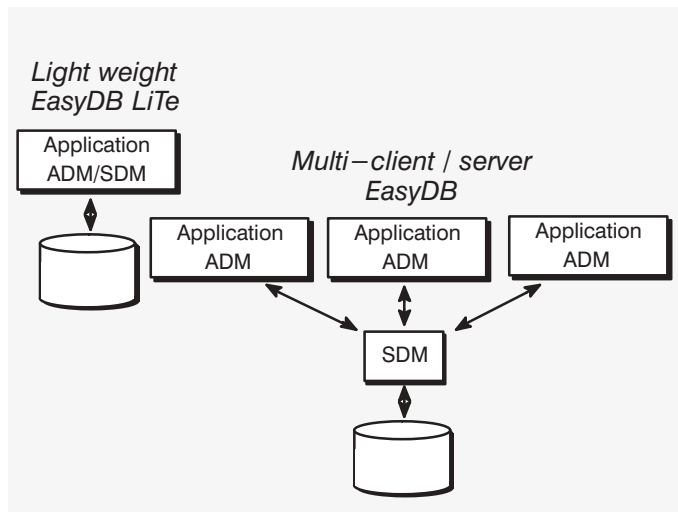 Light weight
EasyDB LiTe
Application
ADM/SDM
Multi−client / server
EasyDB
Application
ADM
Application
ADM
Application
ADM
SDM